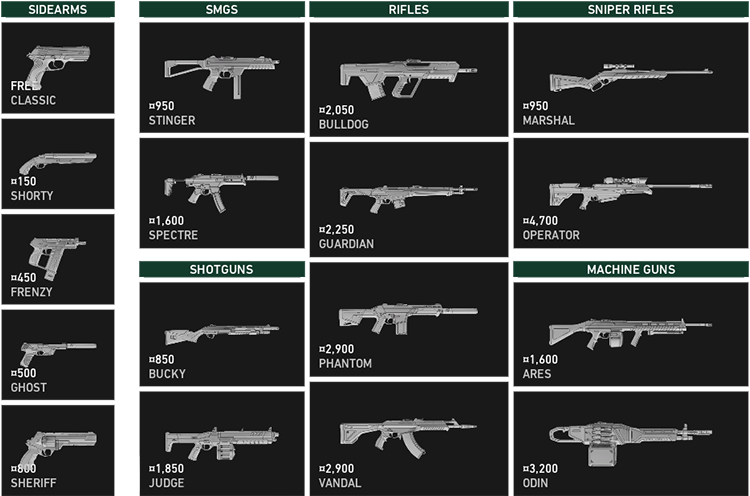 SIDEARMS
FREE
CLASSIC
¤150
SHORTY
¤450
FRENZY
¤500
GHOST
¤800
SHERIFF
SMGS
¤950
STINGER
¤1,600
SPECTRE
SHOTGUNS
¤850
BUCKY
¤1,850
JUDGE
RIFLES
¤2,050
BULLDOG
¤2,250
GUARDIAN
¤2,900
PHANTOM
¤2,900
VANDAL
SNIPER RIFLES
¤950
MARSHAL
¤4,700
OPERATOR
MACHINE GUNS
¤1,600
ARES
¤3,200
ODIN